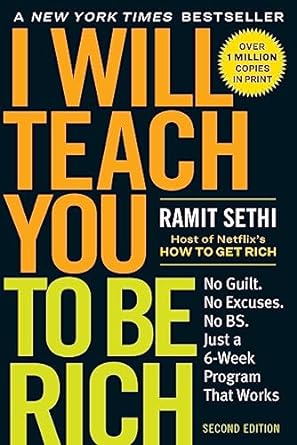 A NEW YORK TIMES BESTSELLER
I WILL
TEACH
YOU
TO BE
RICH
OVER
1 MILLION
COPIES
IN PRINT
RAMIT SETHI
Host of Netflix's
HOW TO GET RICH
No Guilt.
No Excuses.
No BS.
Just a
6-Week
Program
That Works
SECOND EDITION